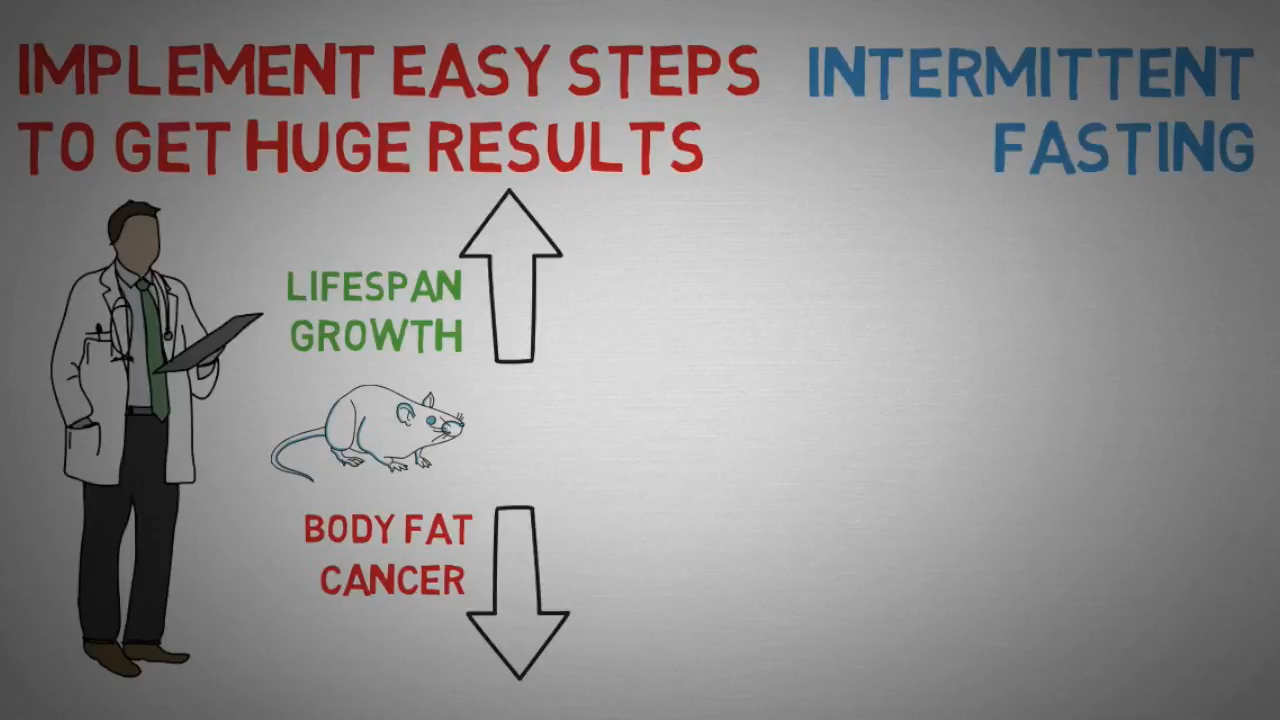 IMPLEMENT EASY STEPS
TO GET HUGE RESULTS
INTERMITTENT
FASTING
LIFESPAN
GROWTH
BODY FAT
CANCER